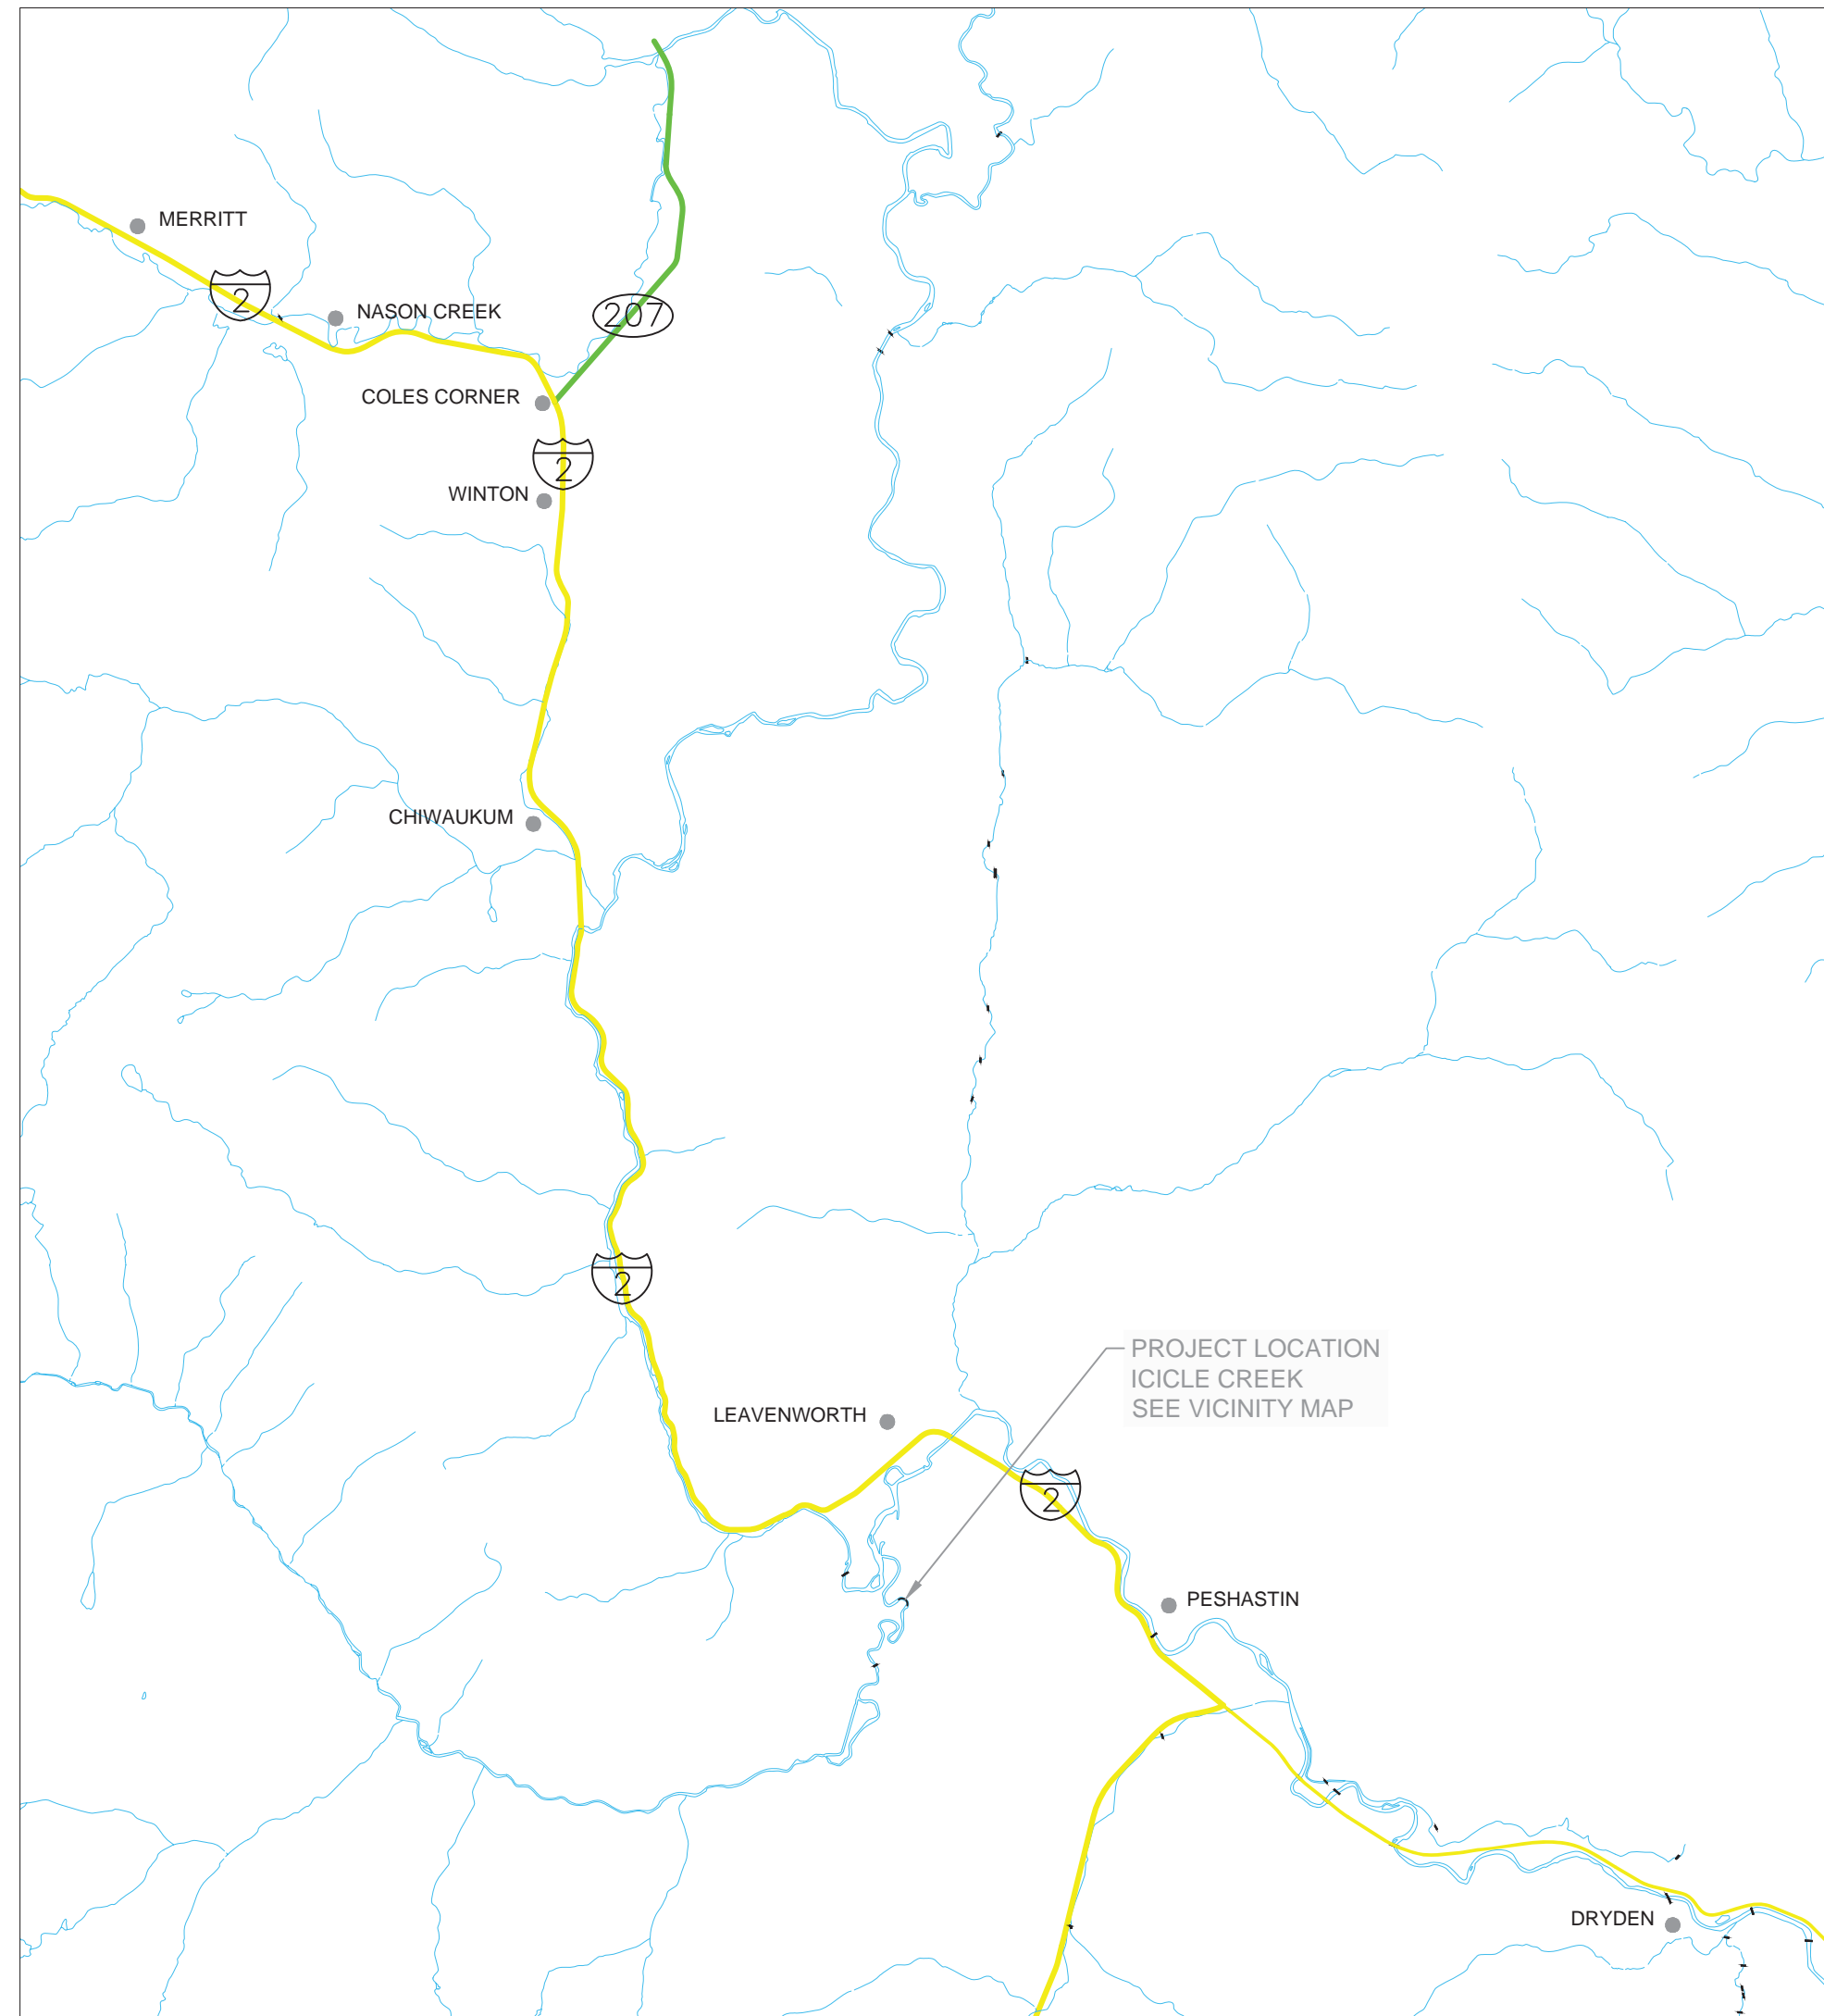 MERRITT
2
NASON CREEK
207
COLES CORNER
2
WINTON
CHIWAUKUM
2
PROJECT LOCATION
ICICLE CREEK
SEE VICINITY MAP
LEAVENWORTH
2
PESHASTIN
DRYDEN